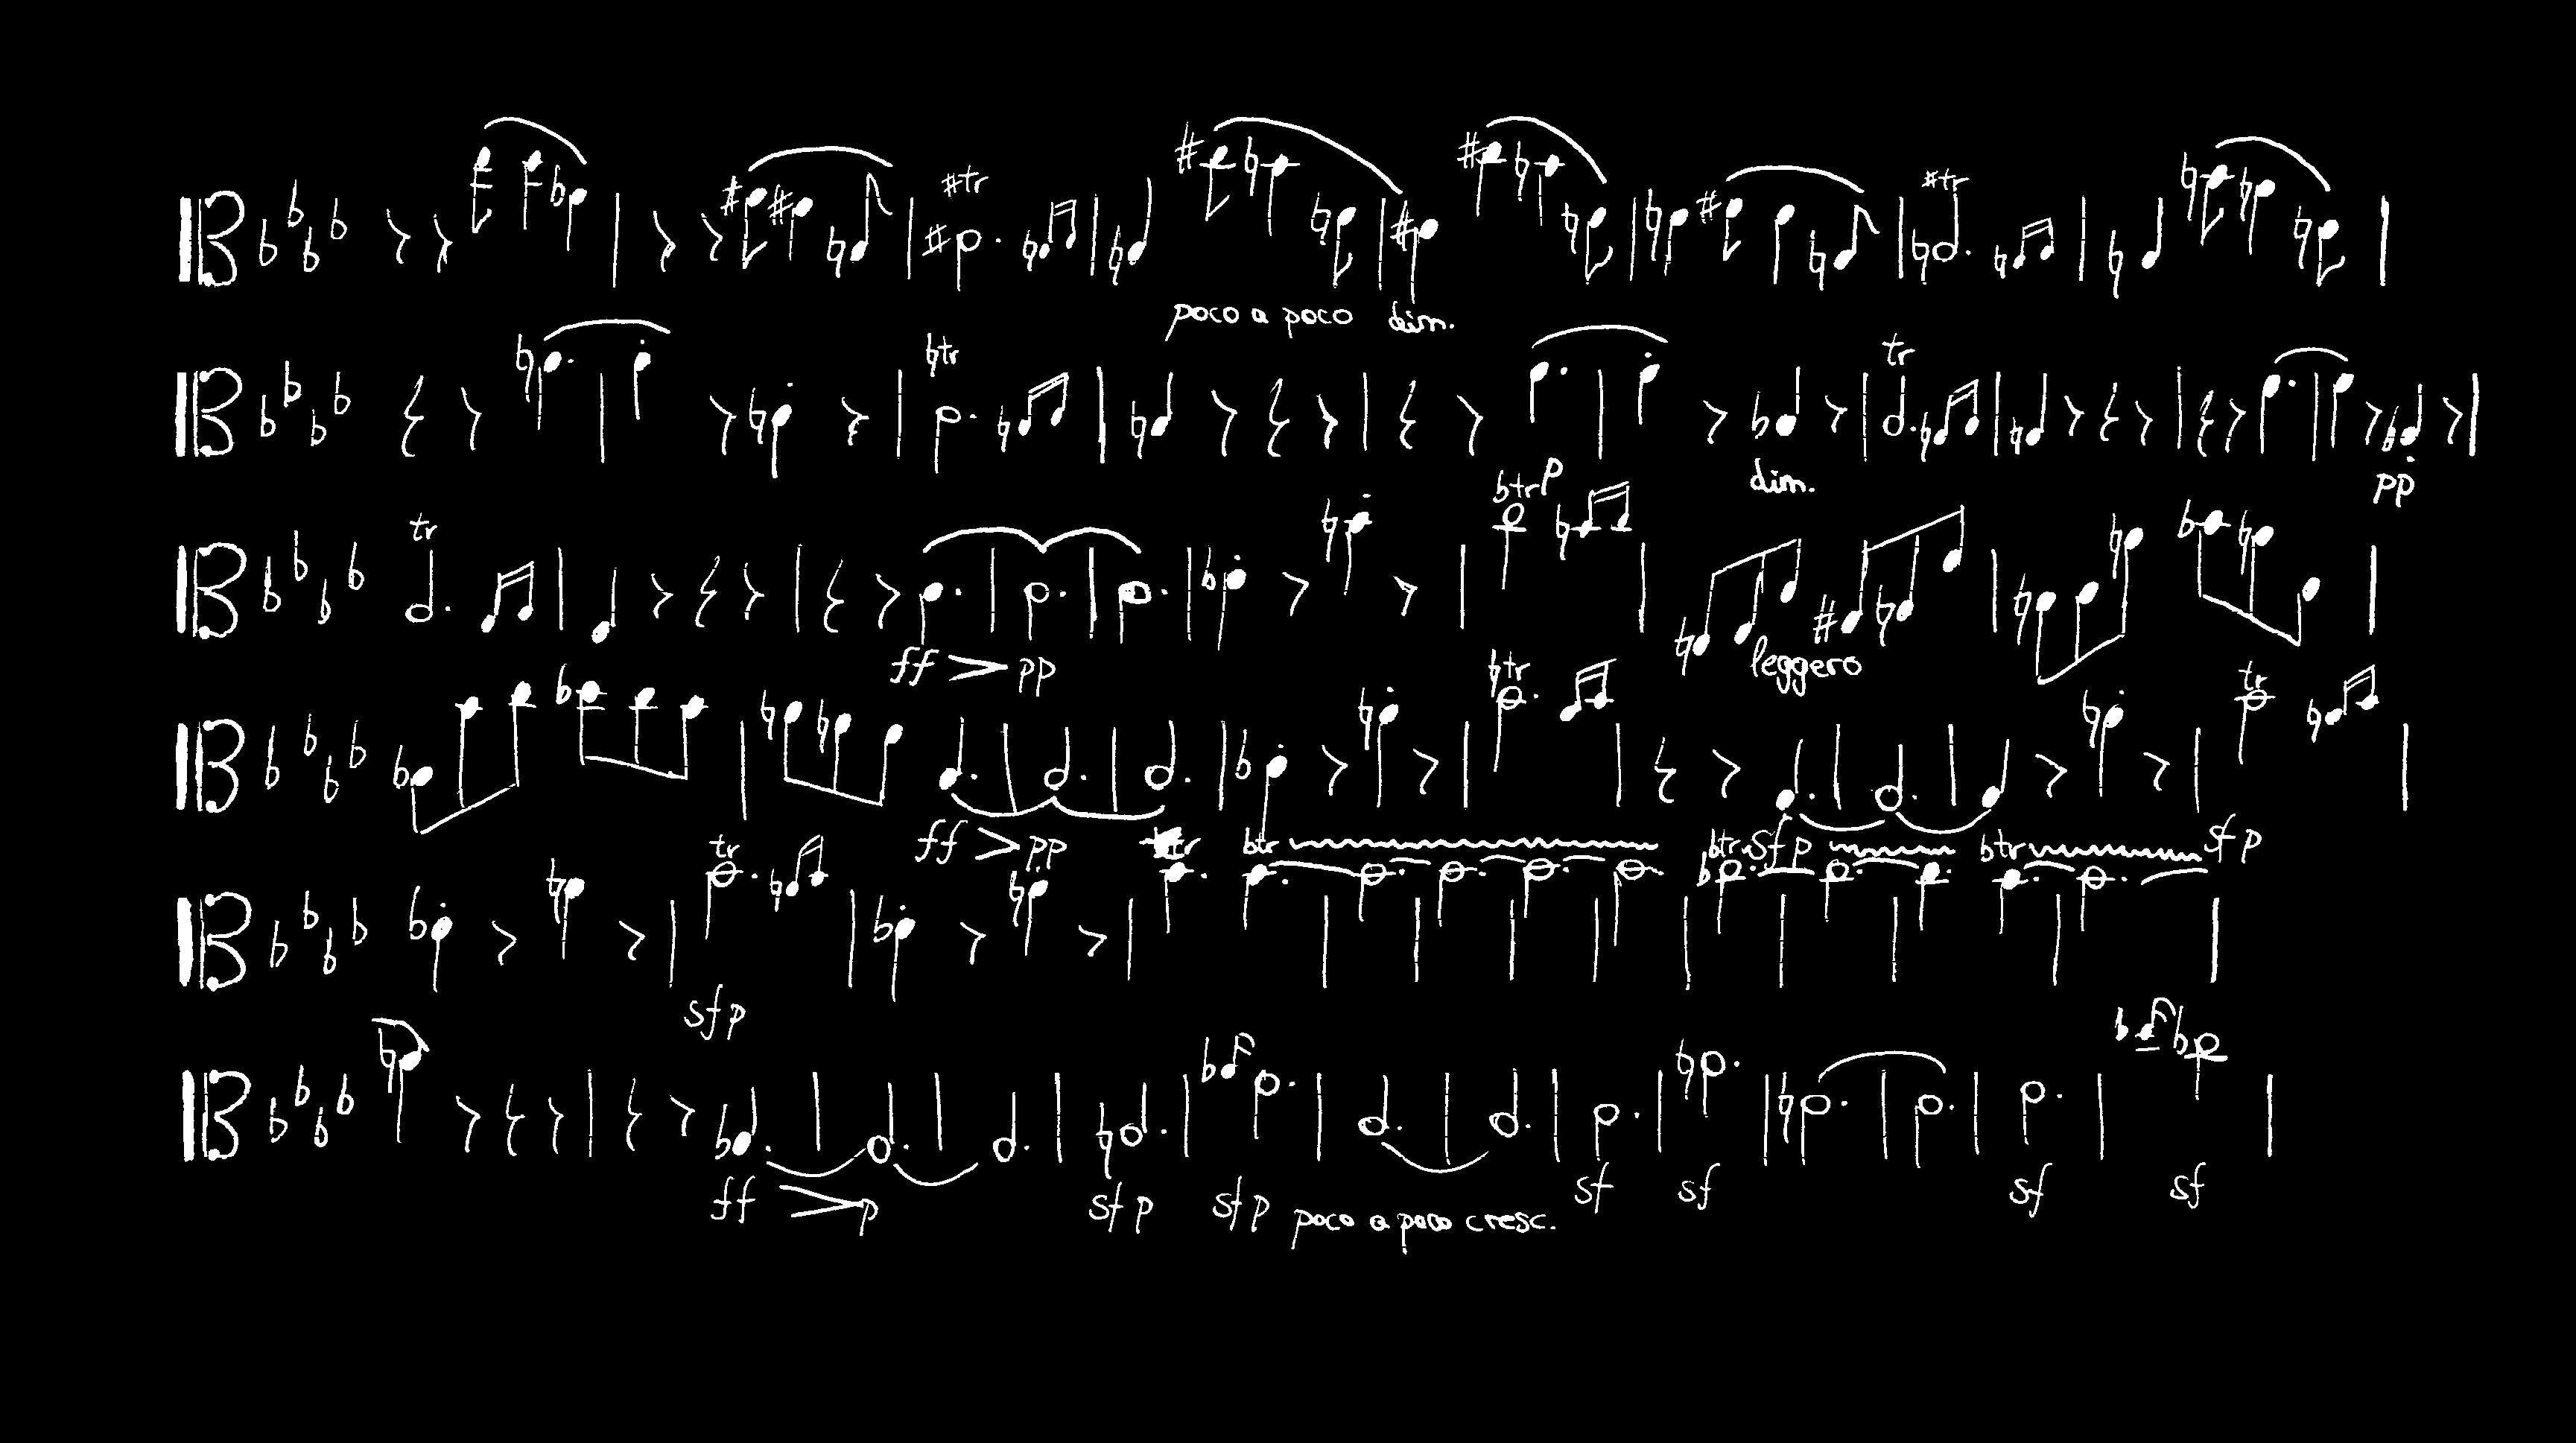 tr tr
poco a poco dim.
tr tr
dim. pp
tr tr p
ff pp leggero
tr tr
ff pp sfp sfp
tr tr tr tr tr
sfp
ff p sfp sfp poco a poco cresc. sf sf sf sf